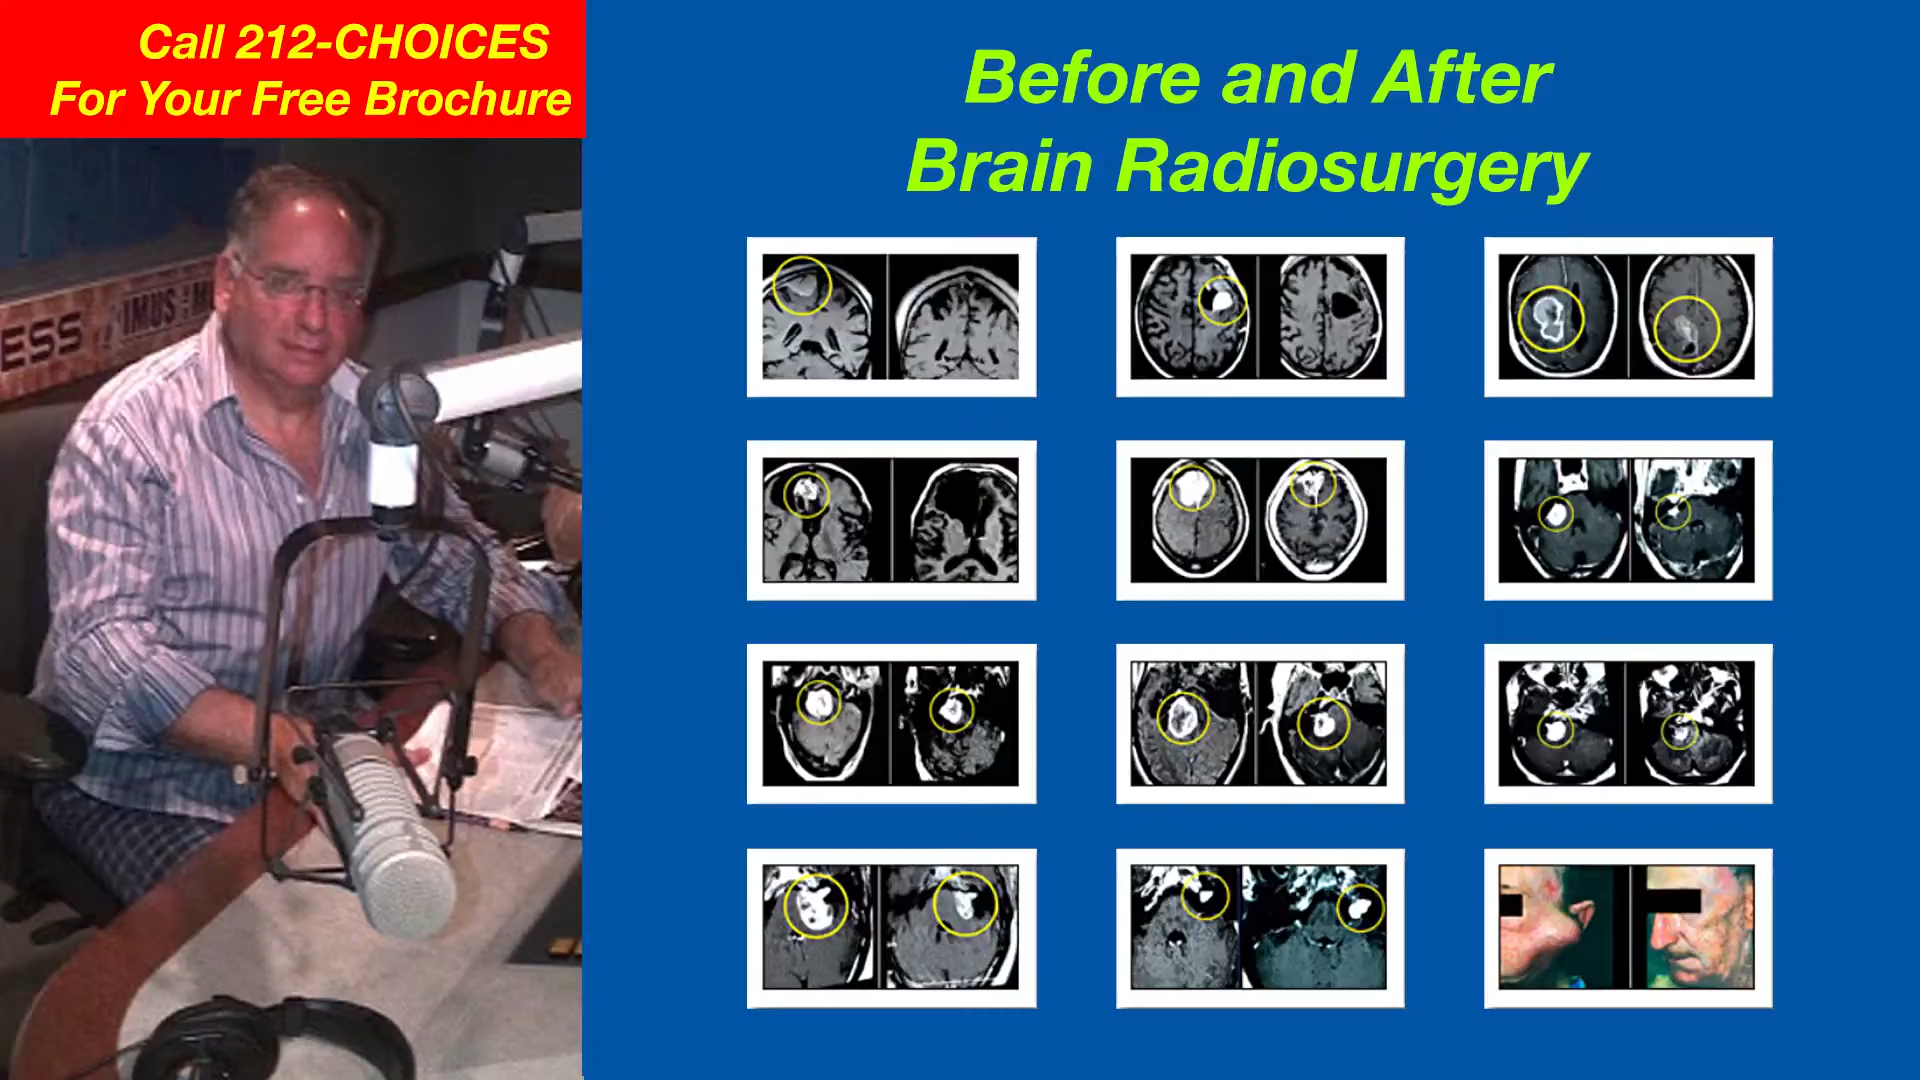 Call 212-CHOICES
For Your Free Brochure
Before and After
Brain Radiosurgery
ESS
IMUS